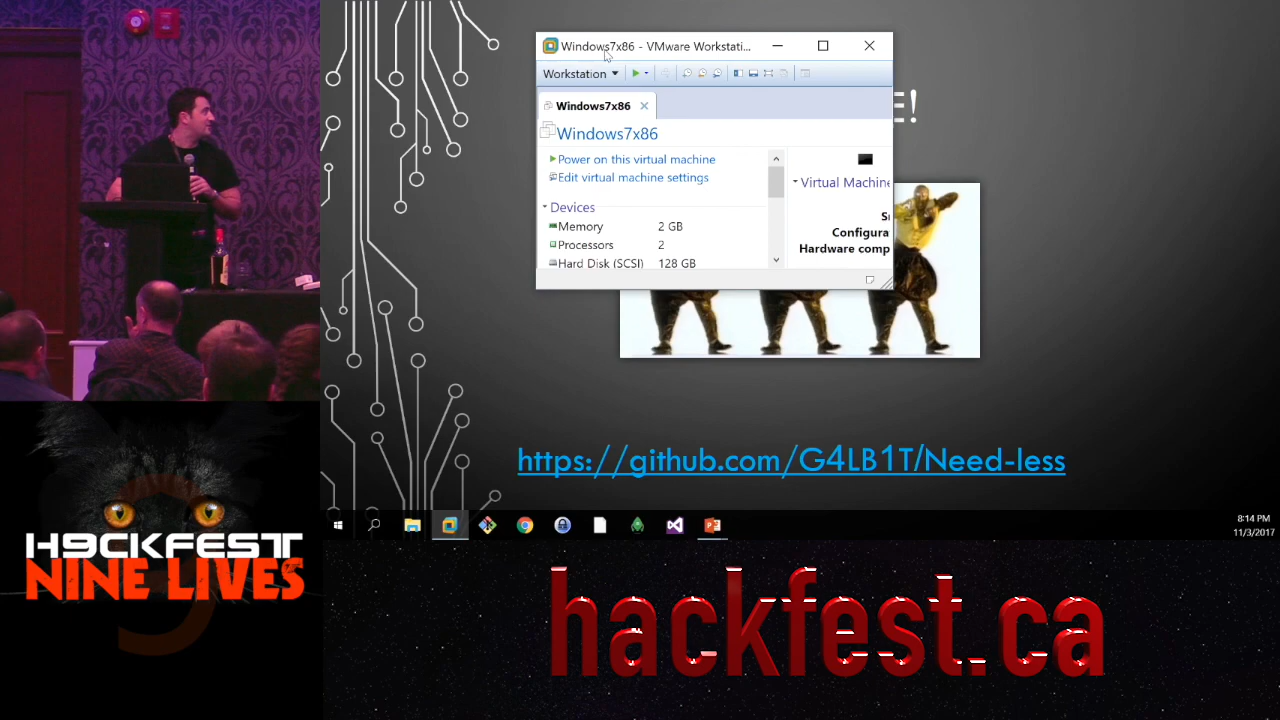 Windows7x86 - VMware Workstati...
Workstation
Windows7x86
Windows7x86
Power on this virtual machine
Edit virtual machine settings
Devices
Memory 2 GB
Processors 2
Hard Disk (SCSI) 128 GB
Virtual Machine
Configura
Hardware comp
E!
https://github.com/G4LB1T/Need-less
8:14 PM
11/3/2017
H9CKFEST
NINE LIVES
9
hackfest.ca